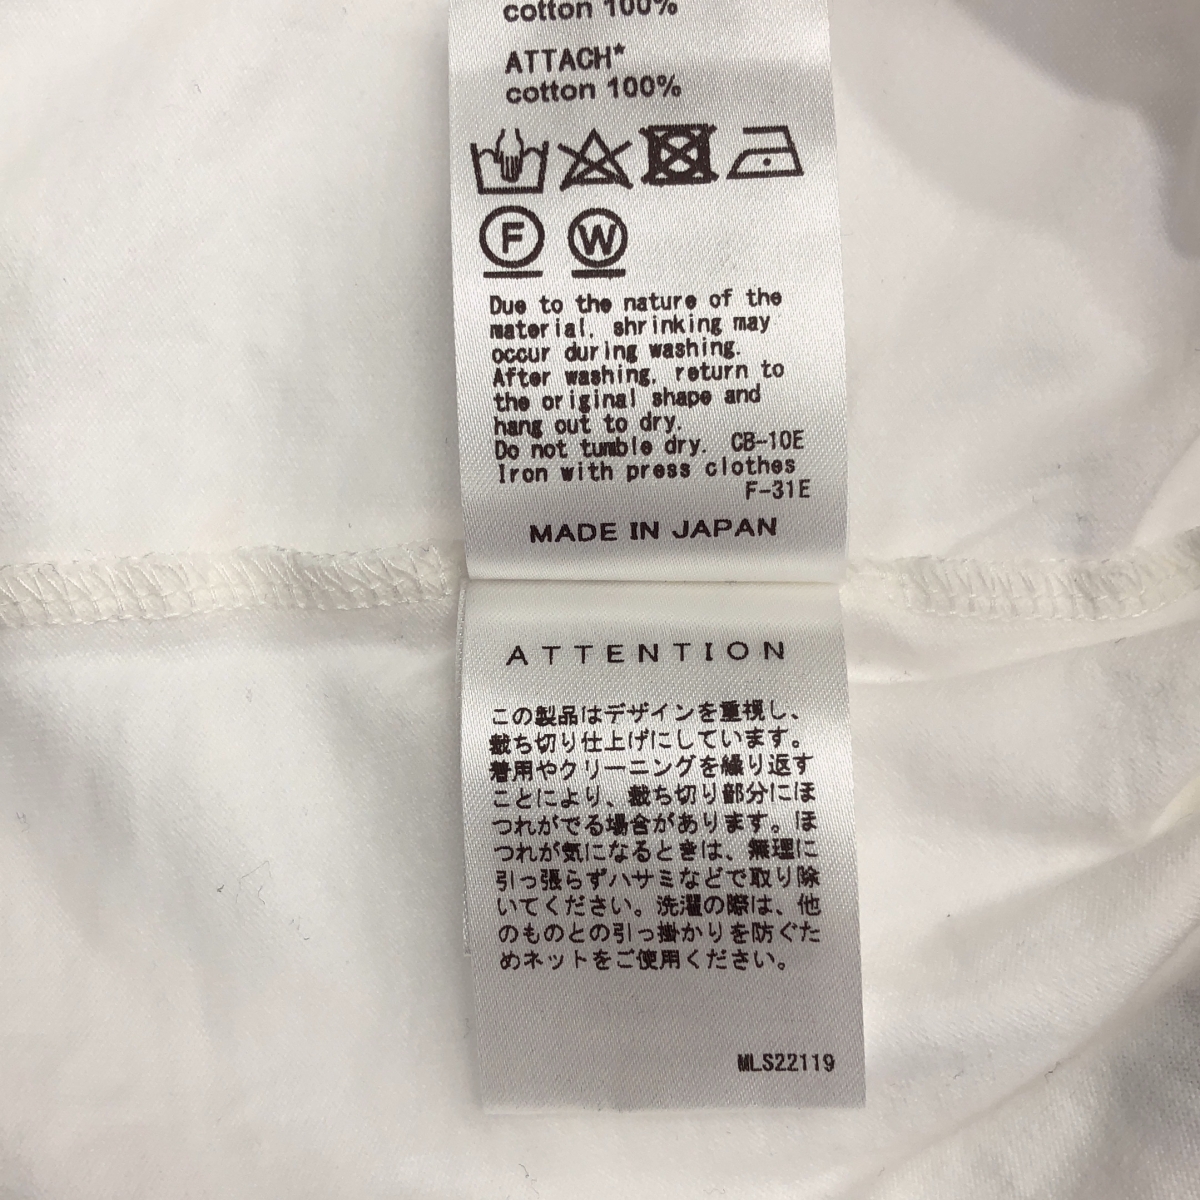 cotton 100%
ATTACH*
cotton 100%
F W
Due to the nature of the
material, shrinking may
occur during washing.
After washing, return to
the original shape and
hang out to dry.
Do not tumble dry. CB-10E
Iron with press clothes
F-31E
MADE IN JAPAN
ATTENTION
この製品はデザインを重視し、
裁ち切り仕上げにしています。
着用やクリーニングを繰り返す
ことにより、裁ち切り部分にほ
つれがでる場合があります。ほ
つれが気になるときは、無理に
引っ張らずハサミなどで取り除
いてください。洗濯の際は、他
のものとの引っ掛かりを防ぐた
めネットをご使用ください。
MLS22119